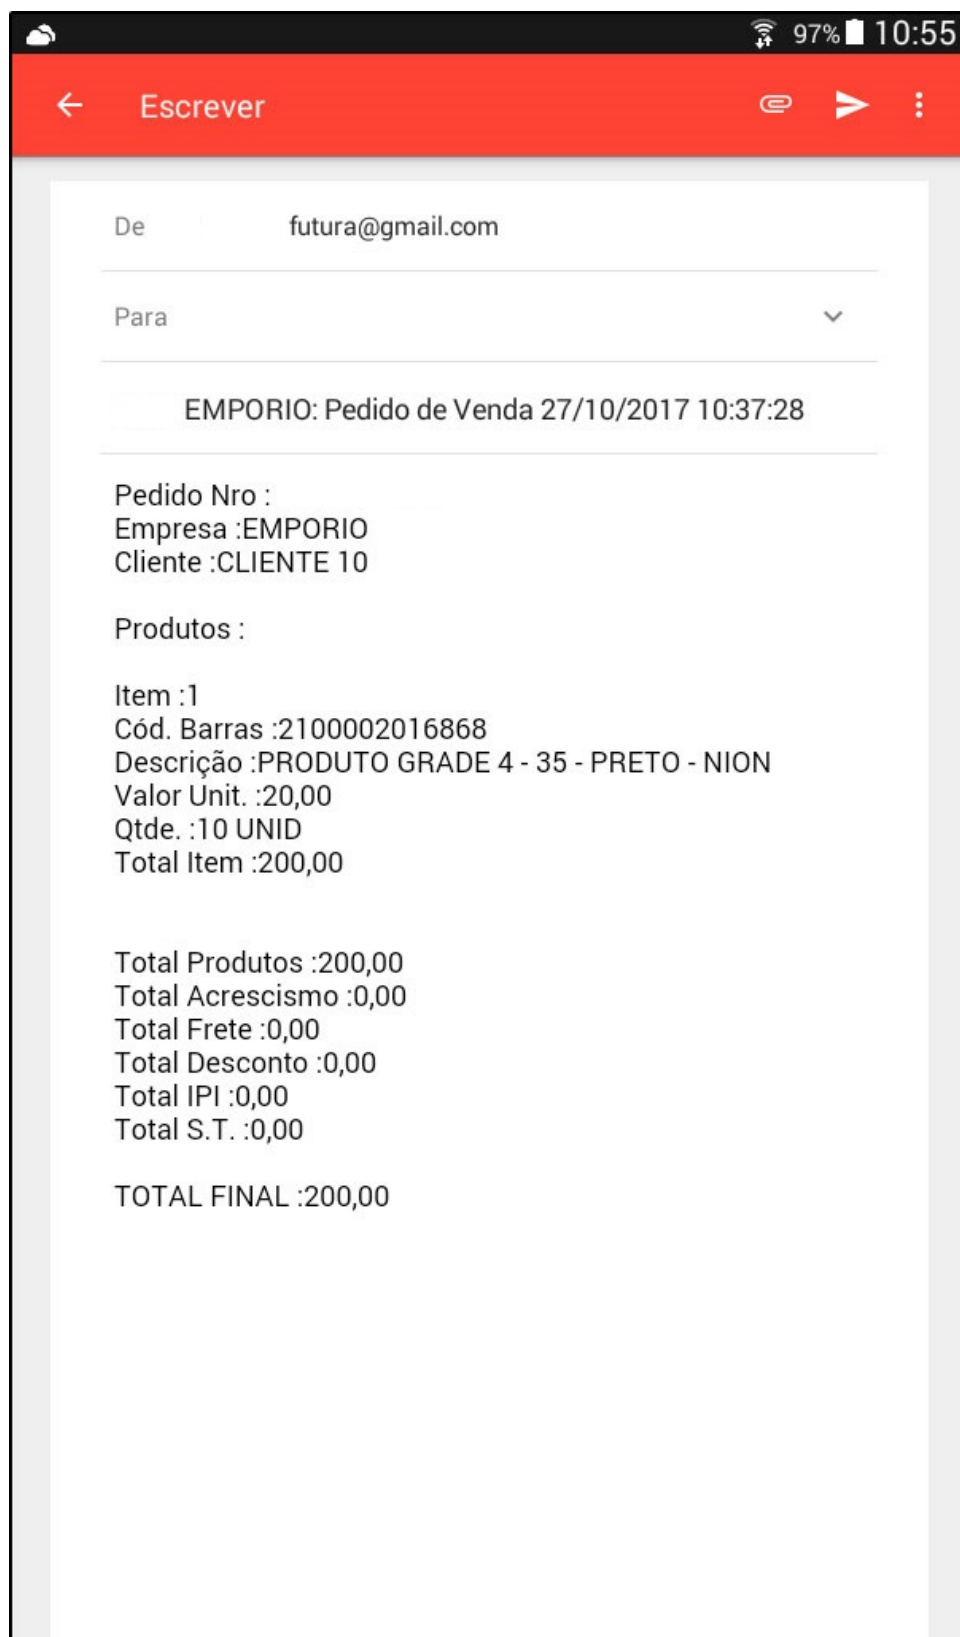 97% 10:55
Escrever
De futura@gmail.com
Para
EMPORIO: Pedido de Venda 27/10/2017 10:37:28
Pedido Nro :
Empresa :EMPORIO
Cliente :CLIENTE 10
Produtos :
Item :1
Cód. Barras :2100002016868
Descrição :PRODUTO GRADE 4 - 35 - PRETO - NION
Valor Unit. :20,00
Qtde. :10 UNID
Total Item :200,00
Total Produtos :200,00
Total Acrescismo :0,00
Total Frete :0,00
Total Desconto :0,00
Total IPI :0,00
Total S.T. :0,00
TOTAL FINAL :200,00